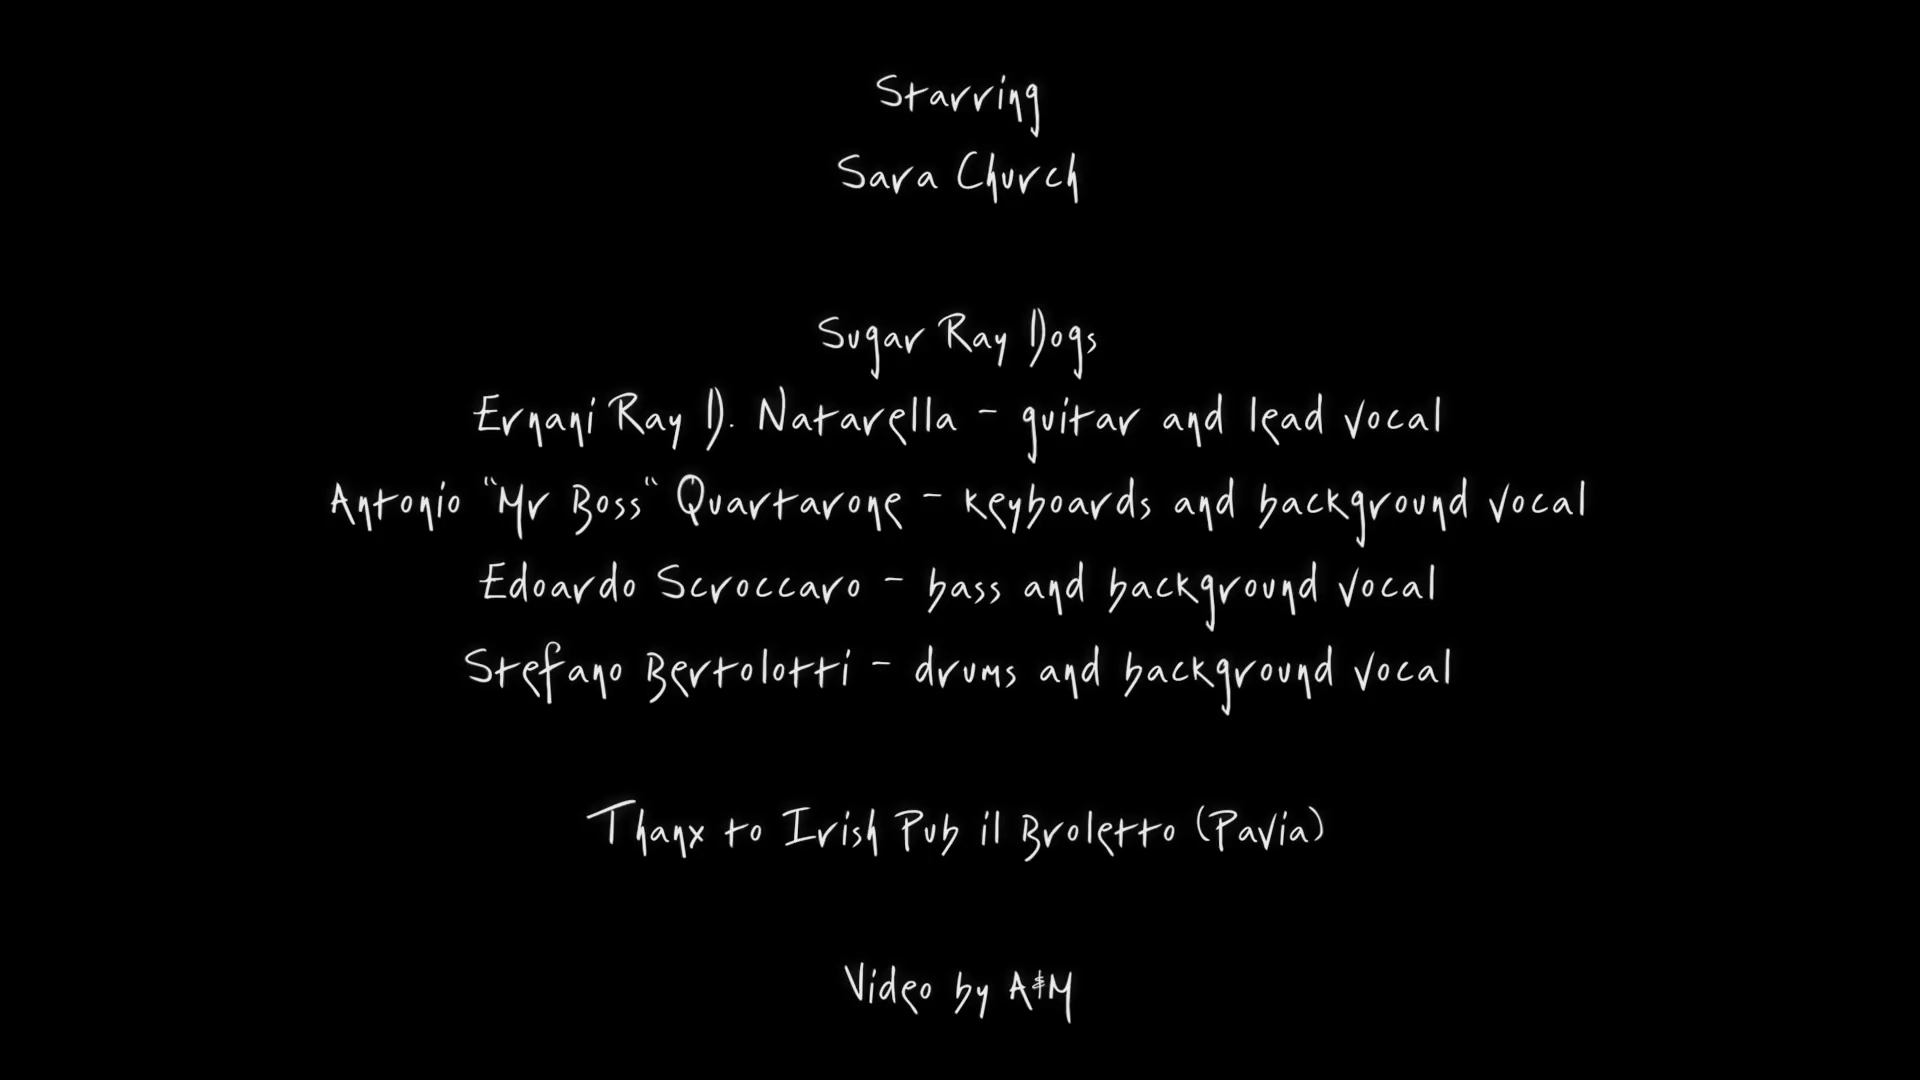 Starring
Sara Church
Sugar Ray Dogs
Ernani Ray D. Natarella - guitar and lead vocal
Antonio "Mr Boss" Quartarone - keyboards and background vocal
Edoardo Scroccaro - bass and background vocal
Stefano Bertolotti - drums and background vocal
Thanx to Irish Pub il Broletto (Pavia)
Video by A&M